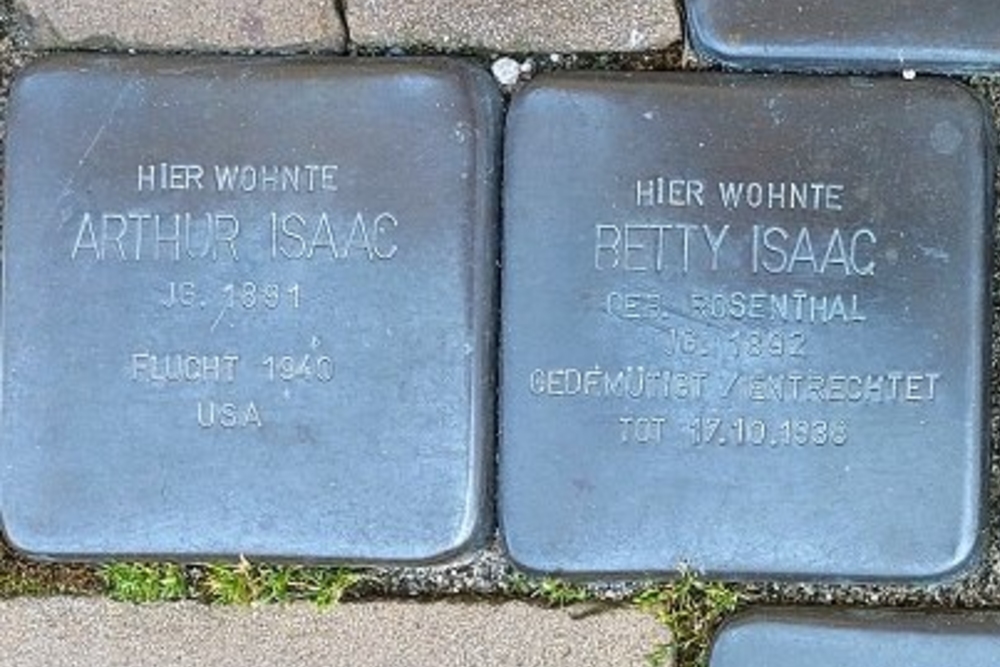 HIER WOHNTE
ARTHUR ISAAC
JG. 1891
FLUCHT 1940
USA
HIER WOHNTE
BETTY ISAAC
GEB. ROSENTHAL
JG. 1892
GEDEMÜTIGT / ENTRECHTET
TOT 17.10.1938